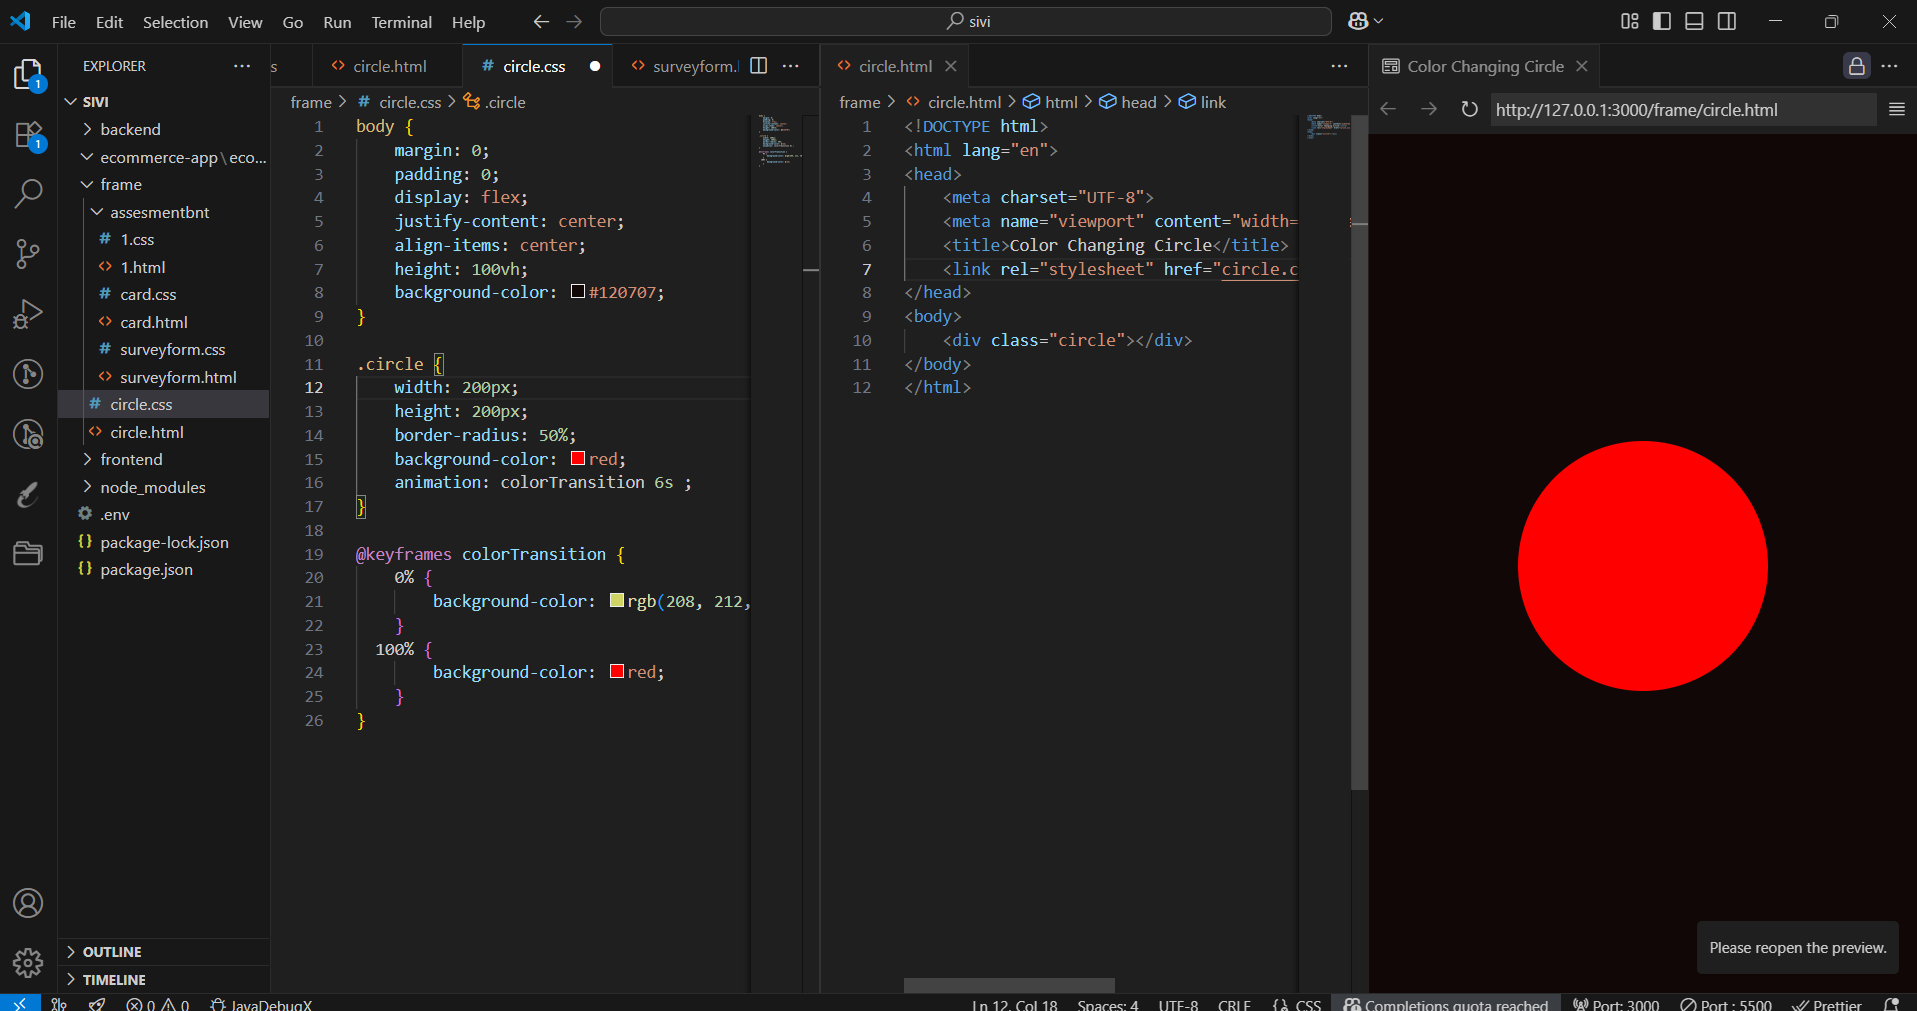 File Edit Selection View Go Run Terminal Help
sivi
EXPLORER
SIVI
backend
ecommerce-app\eco...
frame
assesmentbnt
1.css
1.html
card.css
card.html
surveyform.css
surveyform.html
circle.css
circle.html
frontend
node_modules
.env
package-lock.json
package.json
OUTLINE
TIMELINE
s circle.html # circle.css surveyform.
frame > # circle.css > .circle
1 body {
2 margin: 0;
3 padding: 0;
4 display: flex;
5 justify-content: center;
6 align-items: center;
7 height: 100vh;
8 background-color: #120707;
9 }
10
11 .circle {
12 width: 200px;
13 height: 200px;
14 border-radius: 50%;
15 background-color: red;
16 animation: colorTransition 6s ;
17 }
18
19 @keyframes colorTransition {
20 0% {
21 background-color: rgb(208, 212,
22 }
23 100% {
24 background-color: red;
25 }
26 }
circle.html
frame > circle.html > html > head > link
1 <!DOCTYPE html>
2 <html lang="en">
3 <head>
4 <meta charset="UTF-8">
5 <meta name="viewport" content="width=
6 <title>Color Changing Circle</title>
7 <link rel="stylesheet" href="circle.c
8 </head>
9 <body>
10 <div class="circle"></div>
11 </body>
12 </html>
Color Changing Circle
http://127.0.0.1:3000/frame/circle.html
Please reopen the preview.
0 0 JavaDebugX Ln 12, Col 18 Spaces: 4 UTF-8 CRLF {} CSS Completions quota reached Port: 3000 Port : 5500 Prettier